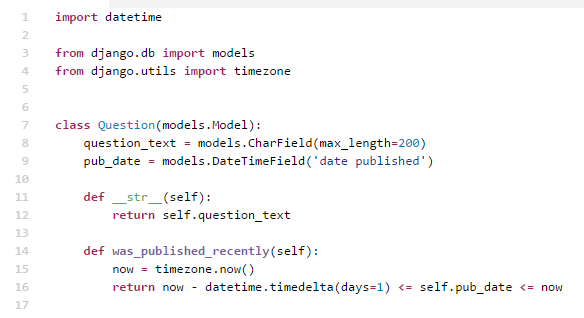 1 import datetime
2
3 from django.db import models
4 from django.utils import timezone
5
6
7 class Question(models.Model):
8     question_text = models.CharField(max_length=200)
9     pub_date = models.DateTimeField('date published')
10
11     def __str__(self):
12         return self.question_text
13
14     def was_published_recently(self):
15         now = timezone.now()
16         return now - datetime.timedelta(days=1) <= self.pub_date <= now
17